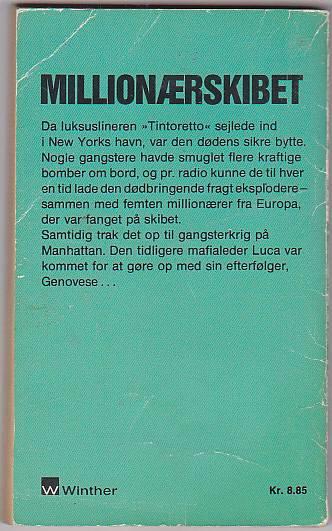 MILLIONÆRSKIBET
Da luksuslineren »Tintoretto« sejlede ind
i New Yorks havn, var den dødens sikre bytte.
Nogle gangstere havde smuglet flere kraftige
bomber om bord, og pr. radio kunne de til hver
en tid lade den dødbringende fragt eksplodere–
sammen med femten millionærer fra Europa,
der var fanget på skibet.
Samtidig trak det op til gangsterkrig på
Manhattan. Den tidligere mafialeder Luca var
kommet for at gøre op med sin efterfølger,
Genovese...
W Winther
Kr. 8.85